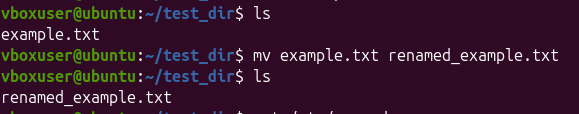 vboxuser@ubuntu:~/test_dir$ ls
example.txt
vboxuser@ubuntu:~/test_dir$ mv example.txt renamed_example.txt
vboxuser@ubuntu:~/test_dir$ ls
renamed_example.txt